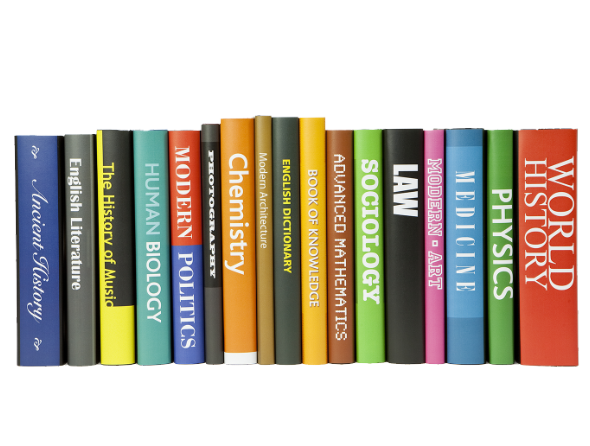 Ancient History
English Literature
The History of Music
HUMAN BIOLOGY
MODERN POLITICS
PHOTOGRAPHY
Chemistry
Modern Architecture
ENGLISH DICTIONARY
BOOK OF KNOWLEDGE
ADVANCED MATHEMATICS
SOCIOLOGY
LAW
MODERN · ART
MEDICINE
PHYSICS
WORLD
HISTORY